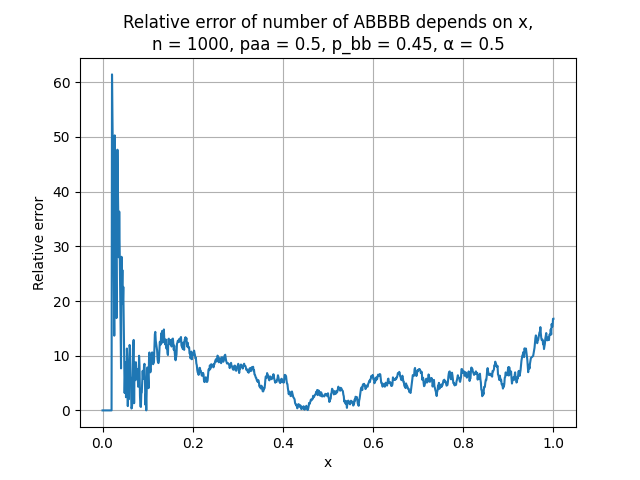 Relative error of number of ABBBB depends on x,
n = 1000, paa = 0.5, p_bb = 0.45, α = 0.5
60
50
40
30
20
10
0
Relative error
0.0 0.2 0.4 0.6 0.8 1.0
x